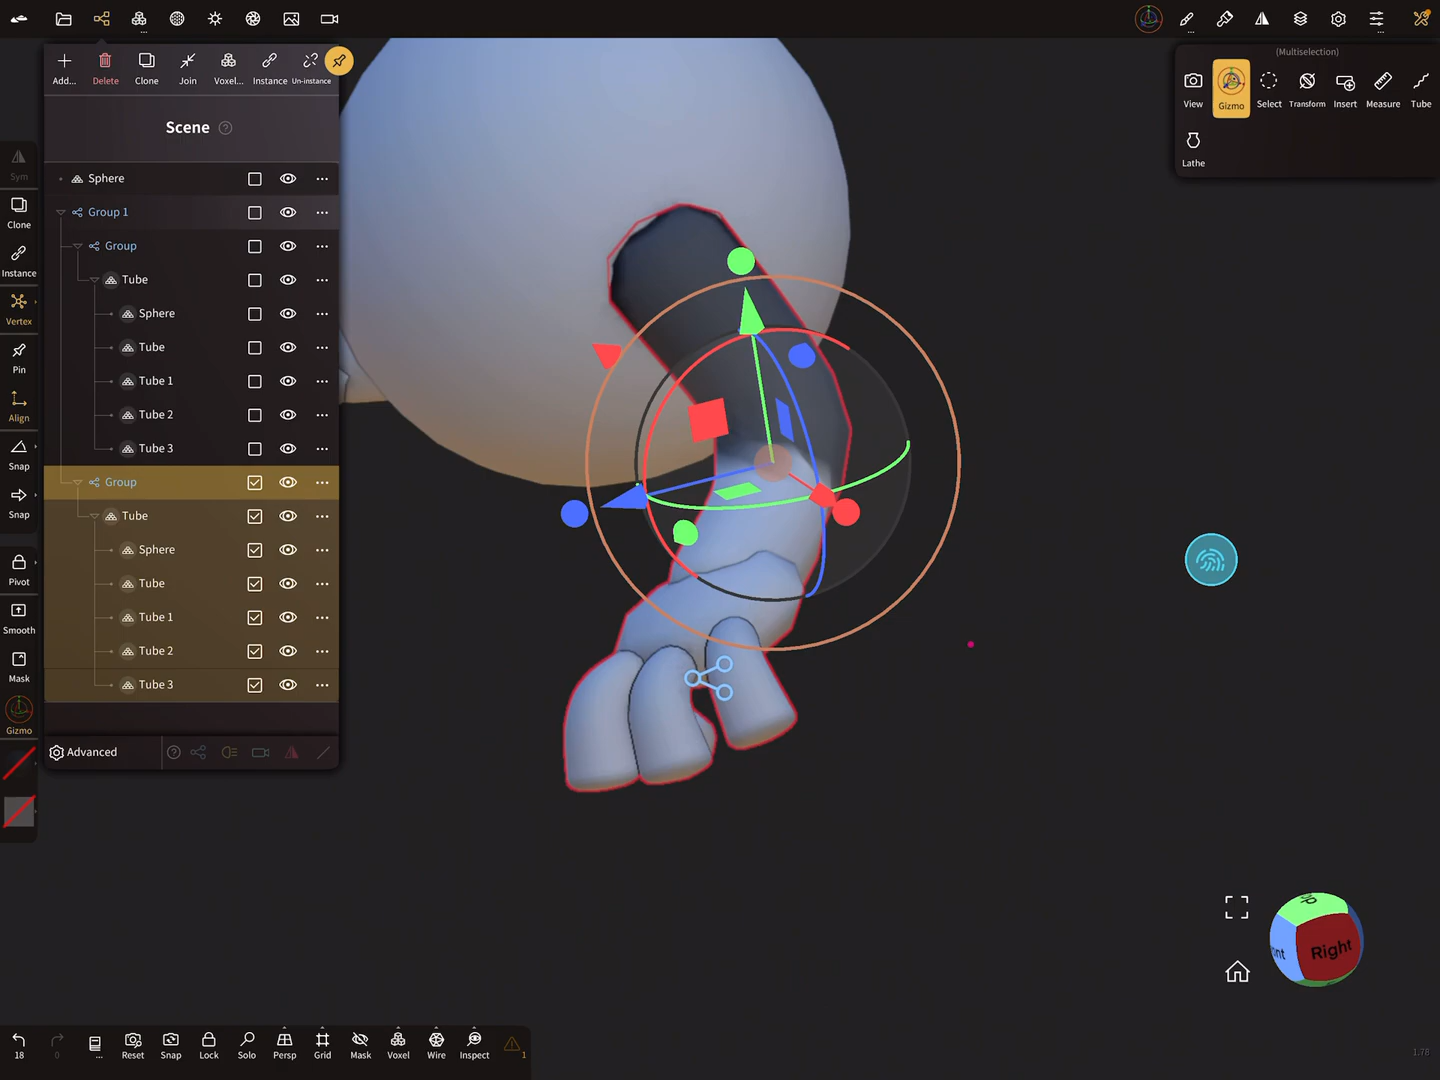 Add...
Delete
Clone
Join
Voxel...
Instance
Un-instance
Scene
Sphere
Group 1
Group
Tube
Sphere
Tube
Tube 1
Tube 2
Tube 3
Group
Tube
Sphere
Tube
Tube 1
Tube 2
Tube 3
Advanced
Sym
Clone
Instance
Vertex
Pin
Align
Snap
Snap
Pivot
Smooth
Mask
Gizmo
(Multiselection)
View
Gizmo
Select
Transform
Insert
Measure
Tube
Lathe
Right
18
0
...
Reset
Snap
Lock
Solo
Persp
Grid
Mask
Voxel
Wire
Inspect
1
1.78